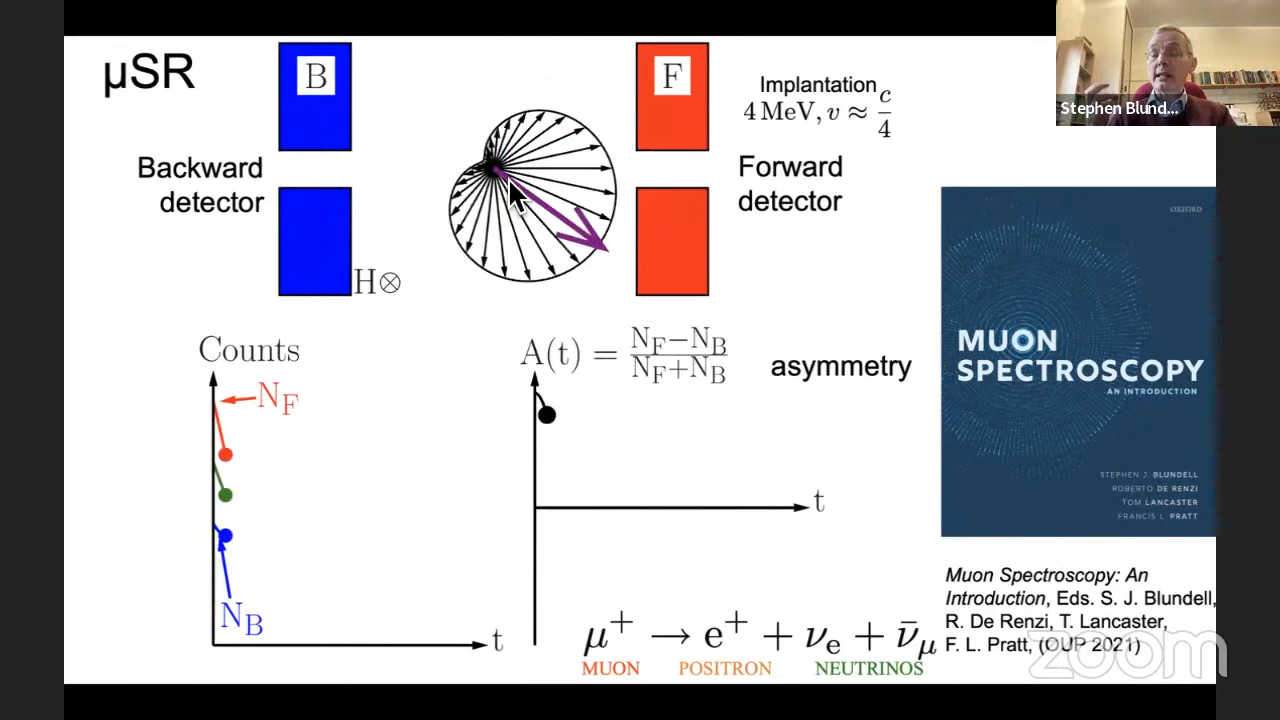 μSR
B
F
Implantation
4 MeV, v ≈ c/4
Stephen Blund...
Backward
detector
Forward
detector
H⊗
OXFORD
Counts
A(t) = N_F−N_B / N_F+N_B
asymmetry
N_F
N_B
t
t
MUON
SPECTROSCOPY
AN INTRODUCTION
STEPHEN J. BLUNDELL
ROBERTO DE RENZI
TOM LANCASTER
FRANCIS L. PRATT
μ⁺ → e⁺ + ν_e + ν̄_μ
MUON POSITRON NEUTRINOS
Muon Spectroscopy: An
Introduction, Eds. S. J. Blundell,
R. De Renzi, T. Lancaster,
F. L. Pratt, (OUP 2021)
zoom